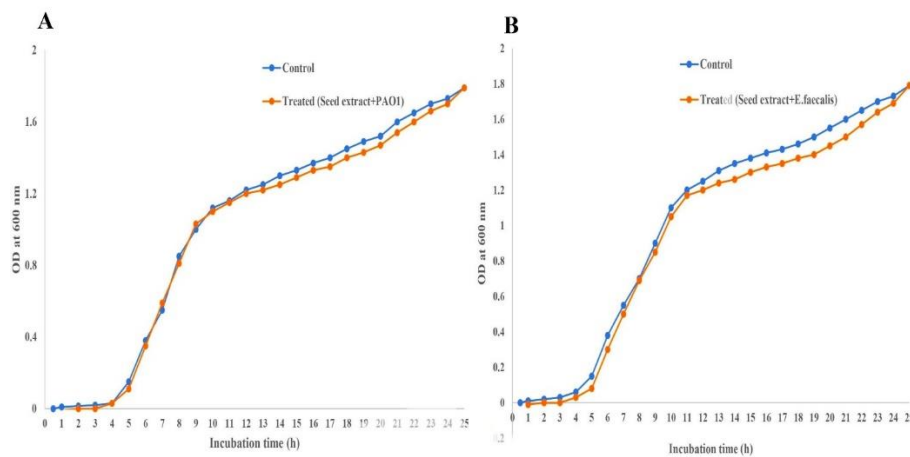 A
2
1.8
1.6
1.2
0.8
0.4
0
OD at 600 nm
Control
Treated (Seed extract+PAO1)
0 1 2 3 4 5 6 7 8 9 10 11 12 13 14 15 16 17 18 19 20 21 22 23 24 25
Incubation time (h)
B
2
1.8
1.6
1.4
1.2
1
0.8
0.6
0.4
0.2
0
0.2
OD at 600 nm
Control
Treated (Seed extract+E.faecalis)
0 1 2 3 4 5 6 7 8 9 10 11 12 13 14 15 16 17 18 19 20 21 22 23 24 25
Incubation time (h)